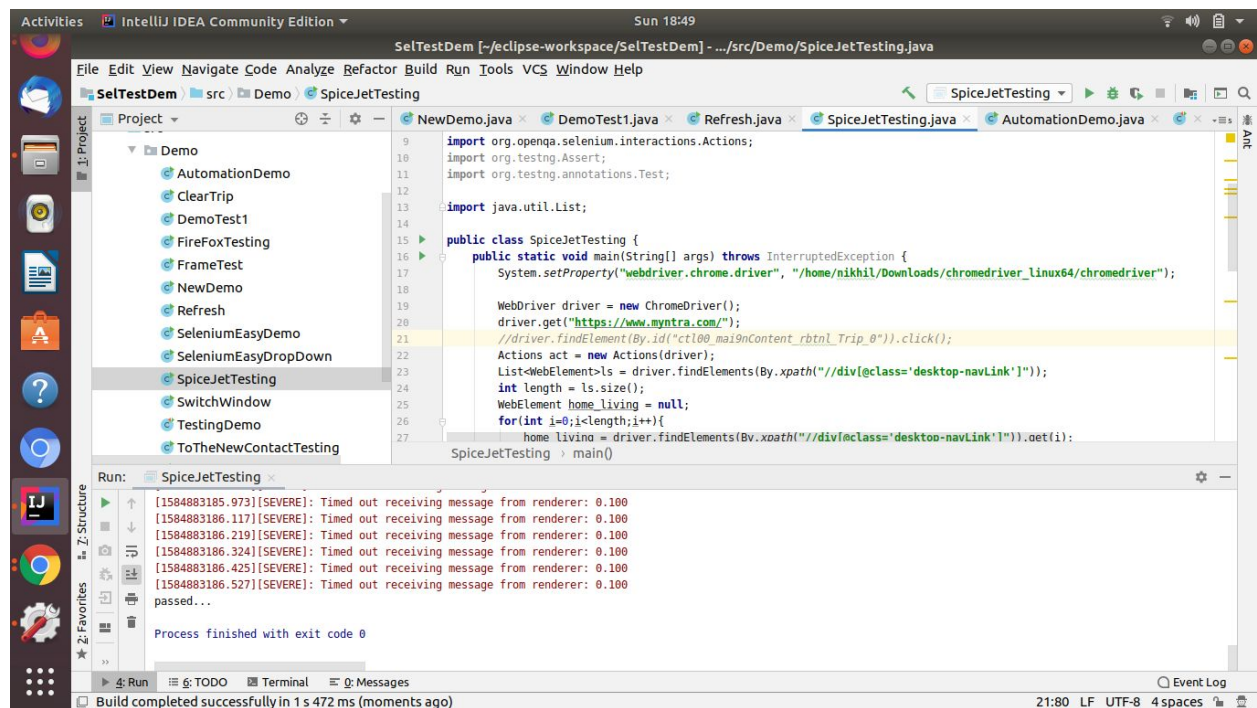 Activities IntelliJ IDEA Community Edition Sun 18:49
SelTestDem [~/eclipse-workspace/SelTestDem] - .../src/Demo/SpiceJetTesting.java
File Edit View Navigate Code Analyze Refactor Build Run Tools VCS Window Help
SelTestDem src Demo SpiceJetTesting SpiceJetTesting
Project NewDemo.java DemoTest1.java Refresh.java SpiceJetTesting.java AutomationDemo.java
1: Project
Ant
Demo
AutomationDemo
ClearTrip
DemoTest1
FireFoxTesting
FrameTest
NewDemo
Refresh
SeleniumEasyDemo
SeleniumEasyDropDown
SpiceJetTesting
SwitchWindow
TestingDemo
ToTheNewContactTesting
9 import org.openqa.selenium.interactions.Actions;
10 import org.testng.Assert;
11 import org.testng.annotations.Test;
12
13 import java.util.List;
14
15 public class SpiceJetTesting {
16 public static void main(String[] args) throws InterruptedException {
17 System.setProperty("webdriver.chrome.driver", "/home/nikhil/Downloads/chromedriver_linux64/chromedriver");
18
19 WebDriver driver = new ChromeDriver();
20 driver.get("https://www.myntra.com/");
21 //driver.findElement(By.id("ctl00_mai9nContent_rbtnl_Trip_0")).click();
22 Actions act = new Actions(driver);
23 List<WebElement>ls = driver.findElements(By.xpath("//div[@class='desktop-navLink']"));
24 int length = ls.size();
25 WebElement home_living = null;
26 for(int i=0;i<length;i++){
27 home_living = driver.findElements(By.xpath("//div[@class='desktop-navLink']")).get(i);
SpiceJetTesting › main()
Run: SpiceJetTesting
[1584883185.973][SEVERE]: Timed out receiving message from renderer: 0.100
[1584883186.117][SEVERE]: Timed out receiving message from renderer: 0.100
[1584883186.219][SEVERE]: Timed out receiving message from renderer: 0.100
[1584883186.324][SEVERE]: Timed out receiving message from renderer: 0.100
[1584883186.425][SEVERE]: Timed out receiving message from renderer: 0.100
[1584883186.527][SEVERE]: Timed out receiving message from renderer: 0.100
passed...
Process finished with exit code 0
Z: Structure
2: Favorites
4: Run 6: TODO Terminal 0: Messages Event Log
Build completed successfully in 1 s 472 ms (moments ago) 21:80 LF UTF-8 4 spaces